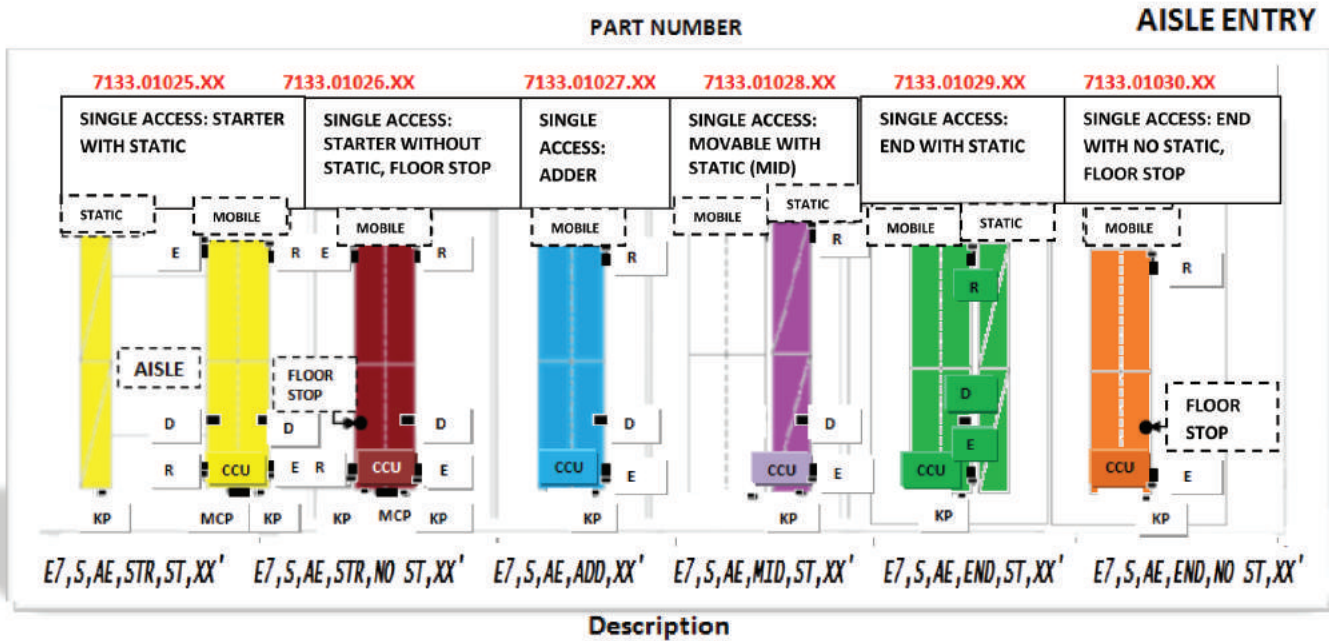 PART NUMBER
AISLE ENTRY
7133.01025.XX
7133.01026.XX
7133.01027.XX
7133.01028.XX
7133.01029.XX
7133.01030.XX
SINGLE ACCESS: STARTER
WITH STATIC
SINGLE ACCESS:
STARTER WITHOUT
STATIC, FLOOR STOP
SINGLE
ACCESS:
ADDER
SINGLE ACCESS:
MOVABLE WITH
STATIC (MID)
SINGLE ACCESS:
END WITH STATIC
SINGLE ACCESS: END
WITH NO STATIC,
FLOOR STOP
STATIC
MOBILE
MOBILE
MOBILE
MOBILE
STATIC
MOBILE
STATIC
MOBILE
E
R
E
R
R
R
R
R
AISLE
FLOOR
STOP
D
D
D
D
D
D
FLOOR
STOP
R
CCU
E
R
CCU
E
CCU
E
CCU
E
CCU
E
CCU
E
KP
MCP
KP
KP
MCP
KP
KP
KP
KP
KP
E7,S,AE,STR,ST,XX'
E7,S,AE,STR,NO ST,XX'
E7,S,AE,ADD,XX'
E7,S,AE,MID,ST,XX'
E7,S,AE,END,ST,XX'
E7,S,AE,END,NO ST,XX'
Description